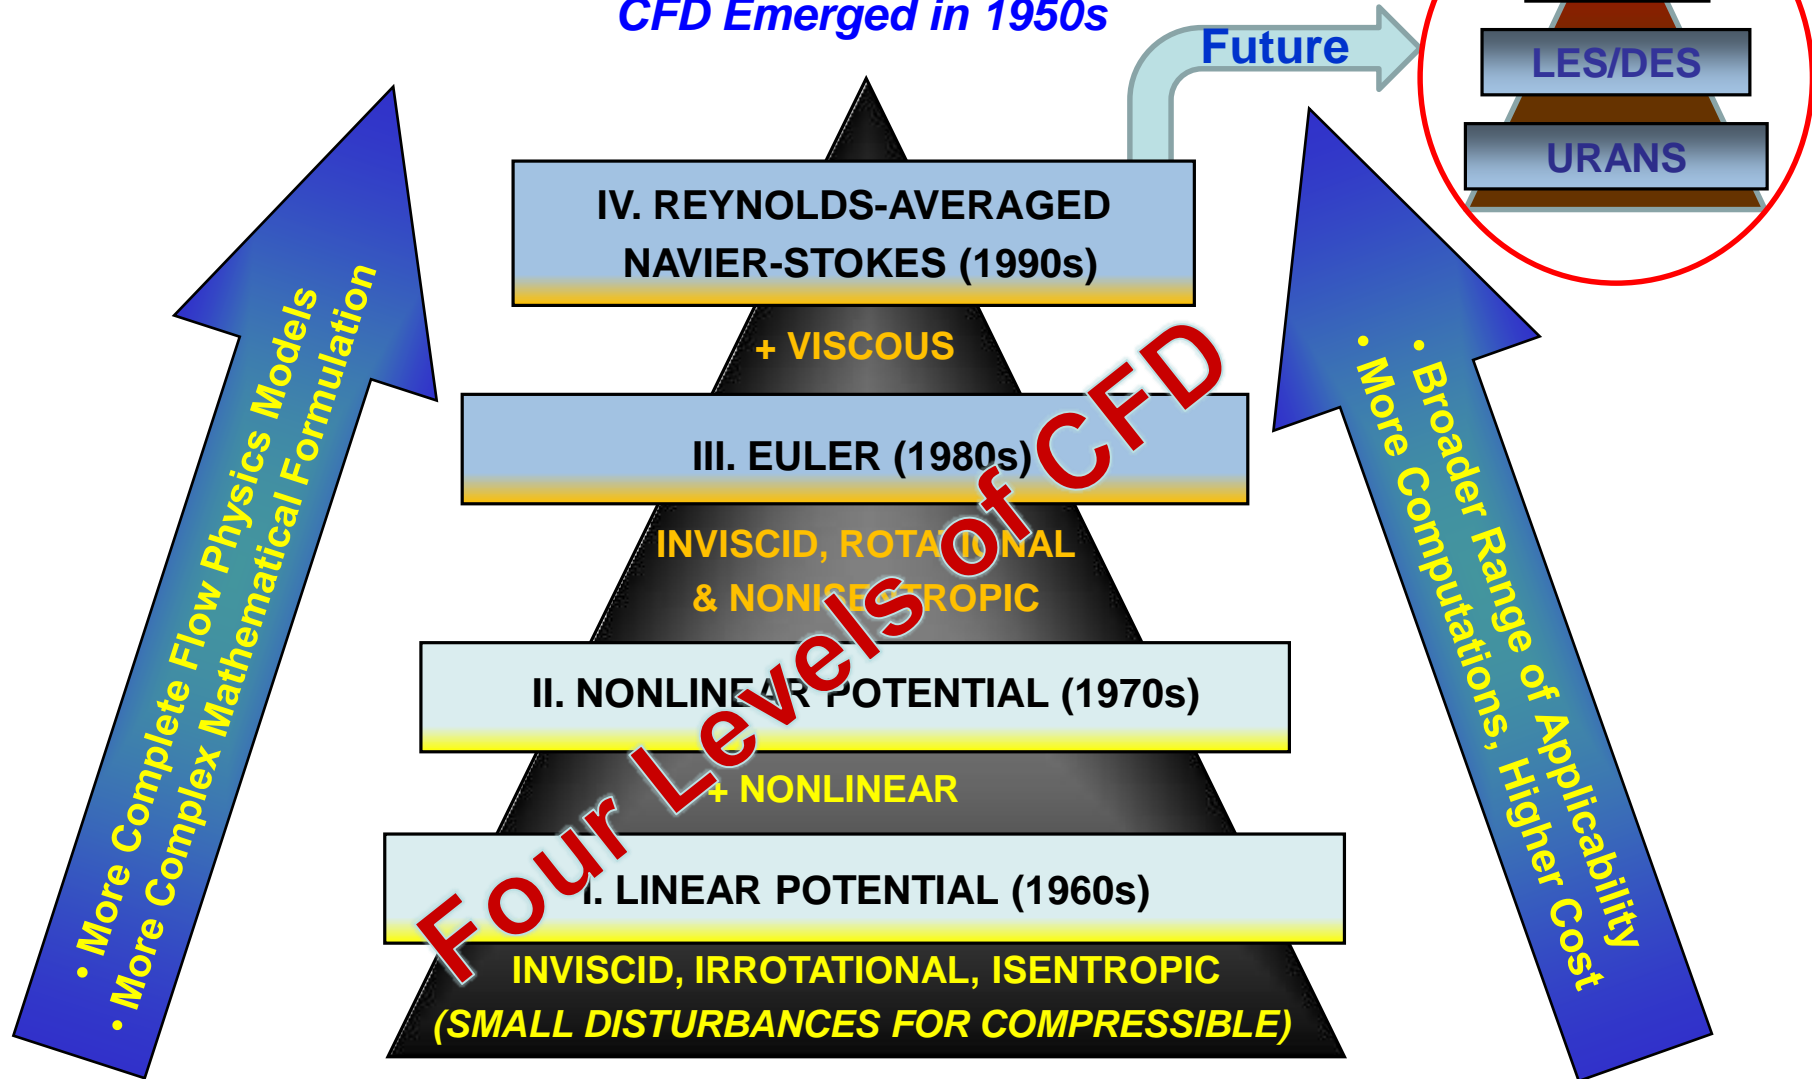 CFD Emerged in 1950s
Future
LES/DES
URANS
IV. REYNOLDS-AVERAGED
NAVIER-STOKES (1990s)
+ VISCOUS
III. EULER (1980s)
INVISCID, ROTATIONAL
& NONISENTROPIC
II. NONLINEAR POTENTIAL (1970s)
+ NONLINEAR
I. LINEAR POTENTIAL (1960s)
INVISCID, IRROTATIONAL, ISENTROPIC
(SMALL DISTURBANCES FOR COMPRESSIBLE)
Four Levels of CFD
• More Complete Flow Physics Models
• More Complex Mathematical Formulation
• Broader Range of Applicability
• More Computations, Higher Cost